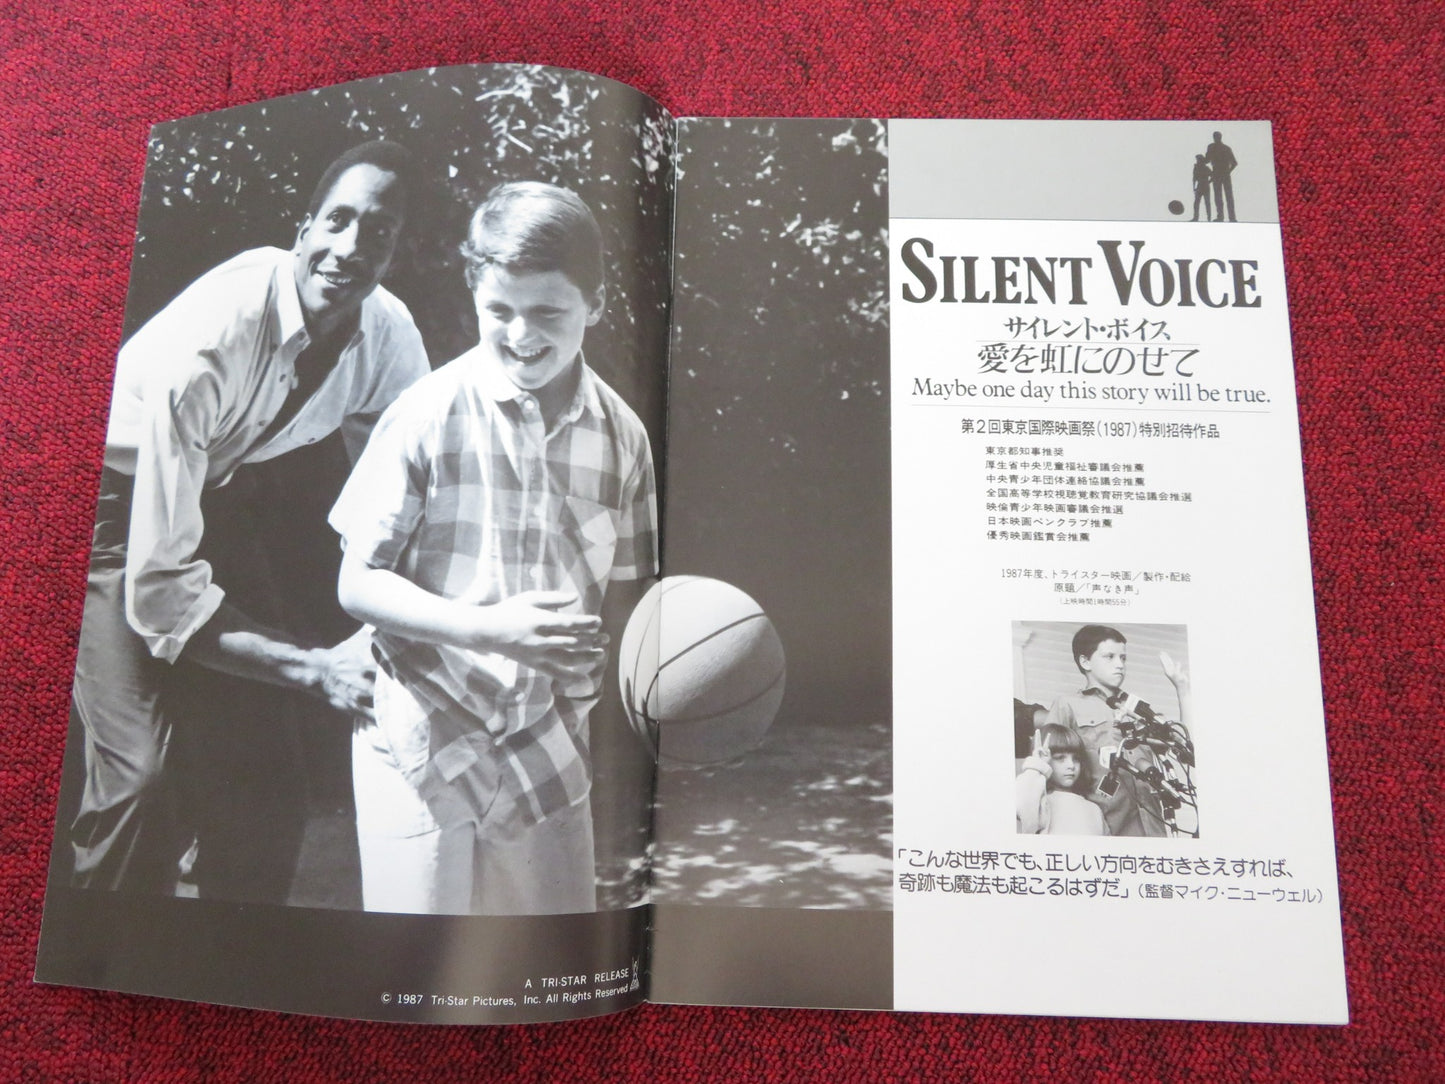 A TRI-STAR RELEASE
© 1987 Tri-Star Pictures, Inc. All Rights Reserved
SILENT VOICE
サイレント・ボイス
愛を虹にのせて
Maybe one day this story will be true.
第2回東京国際映画祭(1987)特別招待作品
東京都知事推奨
厚生省中央児童福祉審議会推薦
中央青少年団体連絡協議会推薦
全国高等学校視聴覚教育研究協議会推選
映倫青少年映画審議会推選
日本映画ペンクラブ推薦
優秀映画鑑賞会推薦
1987年度、トライスター映画/製作・配給
原題/「声なき声」
(上映時間1時間55分)
「こんな世界でも、正しい方向をむきさえすれば、
奇跡も魔法も起こるはずだ」(監督マイク・ニューウェル)